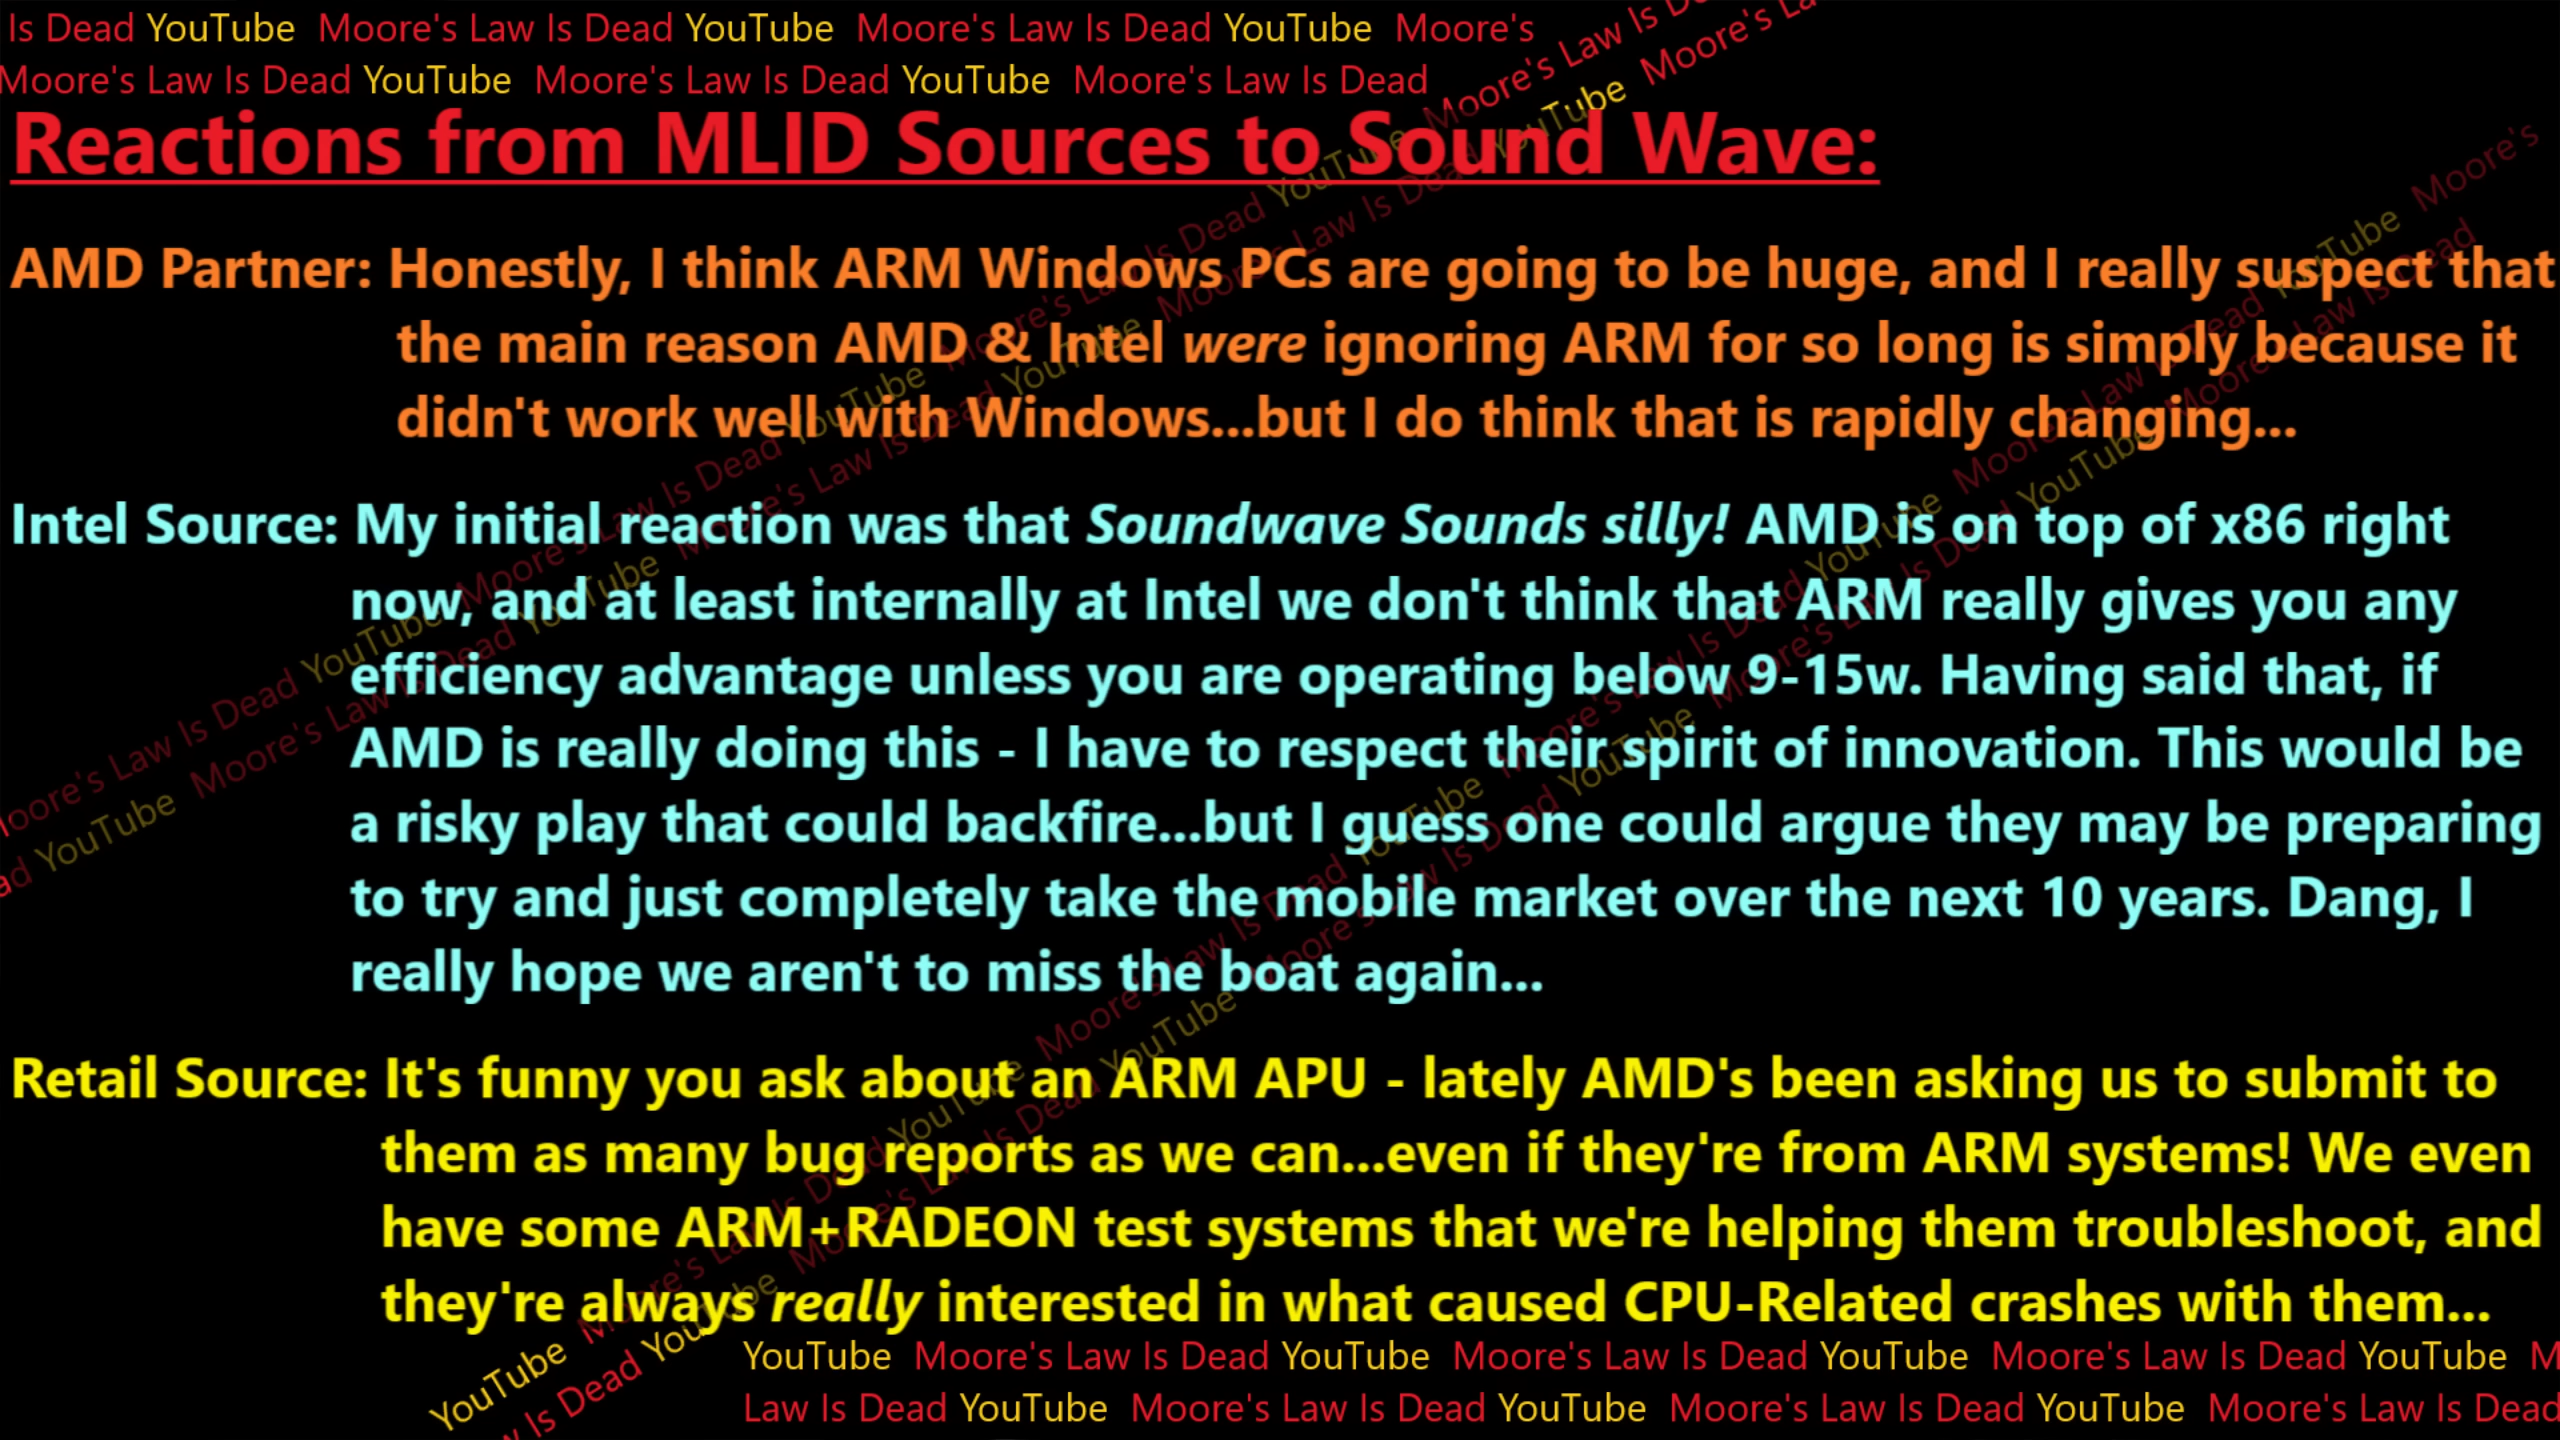 Is Dead YouTube Moore's Law Is Dead YouTube Moore's Law Is Dead YouTube Moore's
Moore's Law Is Dead YouTube Moore's Law Is Dead YouTube Moore's Law Is Dead
Reactions from MLID Sources to Sound Wave:
AMD Partner: Honestly, I think ARM Windows PCs are going to be huge, and I really suspect that
the main reason AMD & Intel were ignoring ARM for so long is simply because it
didn't work well with Windows...but I do think that is rapidly changing...
Intel Source: My initial reaction was that Soundwave Sounds silly! AMD is on top of x86 right
now, and at least internally at Intel we don't think that ARM really gives you any
efficiency advantage unless you are operating below 9-15w. Having said that, if
AMD is really doing this - I have to respect their spirit of innovation. This would be
a risky play that could backfire...but I guess one could argue they may be preparing
to try and just completely take the mobile market over the next 10 years. Dang, I
really hope we aren't to miss the boat again...
Retail Source: It's funny you ask about an ARM APU - lately AMD's been asking us to submit to
them as many bug reports as we can...even if they're from ARM systems! We even
have some ARM+RADEON test systems that we're helping them troubleshoot, and
they're always really interested in what caused CPU-Related crashes with them...
YouTube Moore's Law Is Dead YouTube Moore's Law Is Dead YouTube Moore's Law Is Dead YouTube M
Law Is Dead YouTube Moore's Law Is Dead YouTube Moore's Law Is Dead YouTube Moore's Law Is Dead